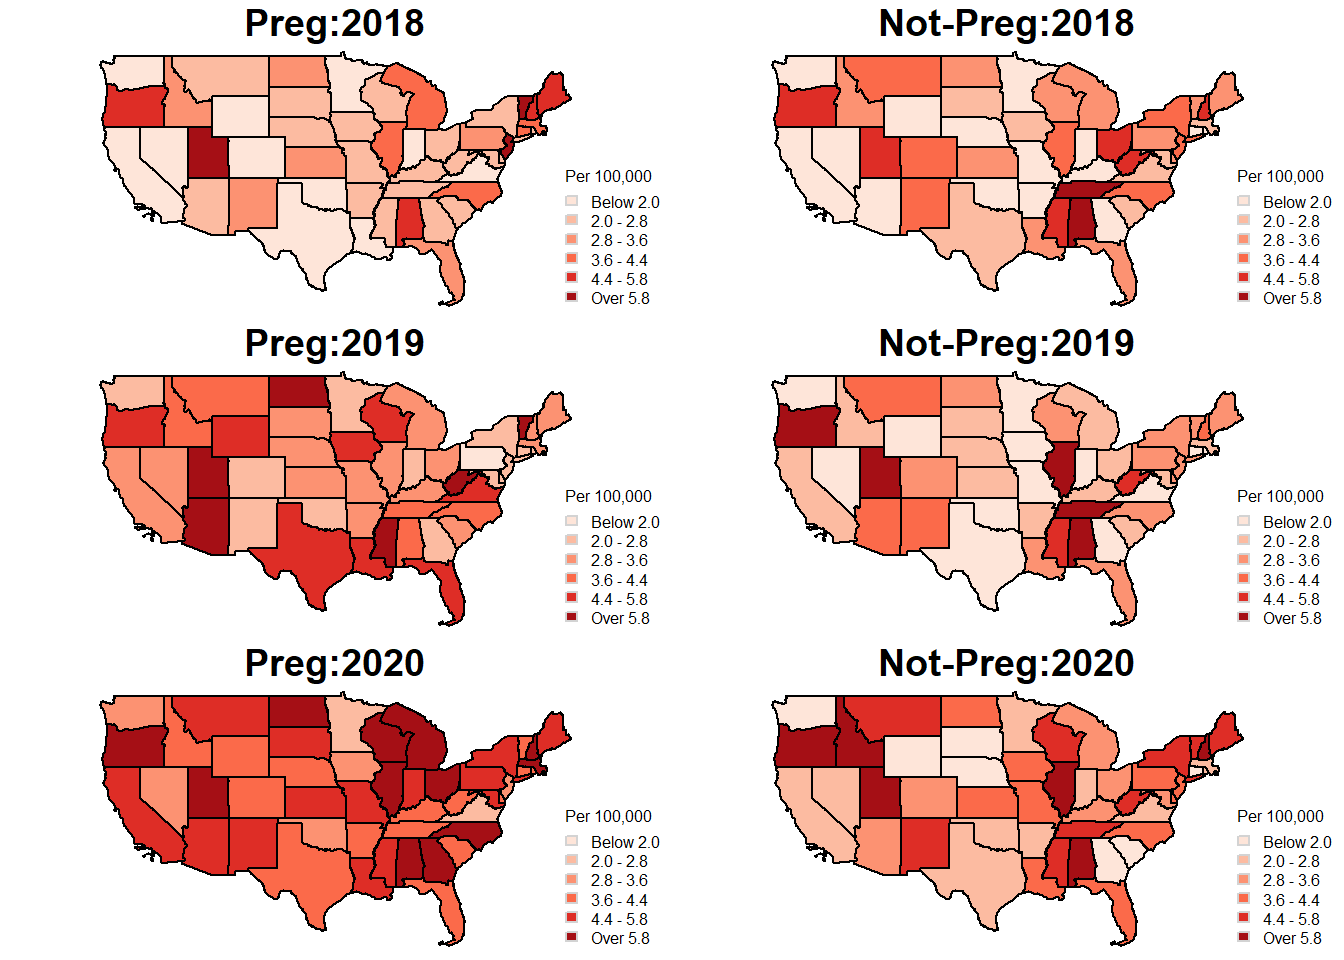 Preg:2018
Per 100,000
Below 2.0
2.0 - 2.8
2.8 - 3.6
3.6 - 4.4
4.4 - 5.8
Over 5.8
Not-Preg:2018
Per 100,000
Below 2.0
2.0 - 2.8
2.8 - 3.6
3.6 - 4.4
4.4 - 5.8
Over 5.8
Preg:2019
Per 100,000
Below 2.0
2.0 - 2.8
2.8 - 3.6
3.6 - 4.4
4.4 - 5.8
Over 5.8
Not-Preg:2019
Per 100,000
Below 2.0
2.0 - 2.8
2.8 - 3.6
3.6 - 4.4
4.4 - 5.8
Over 5.8
Preg:2020
Per 100,000
Below 2.0
2.0 - 2.8
2.8 - 3.6
3.6 - 4.4
4.4 - 5.8
Over 5.8
Not-Preg:2020
Per 100,000
Below 2.0
2.0 - 2.8
2.8 - 3.6
3.6 - 4.4
4.4 - 5.8
Over 5.8